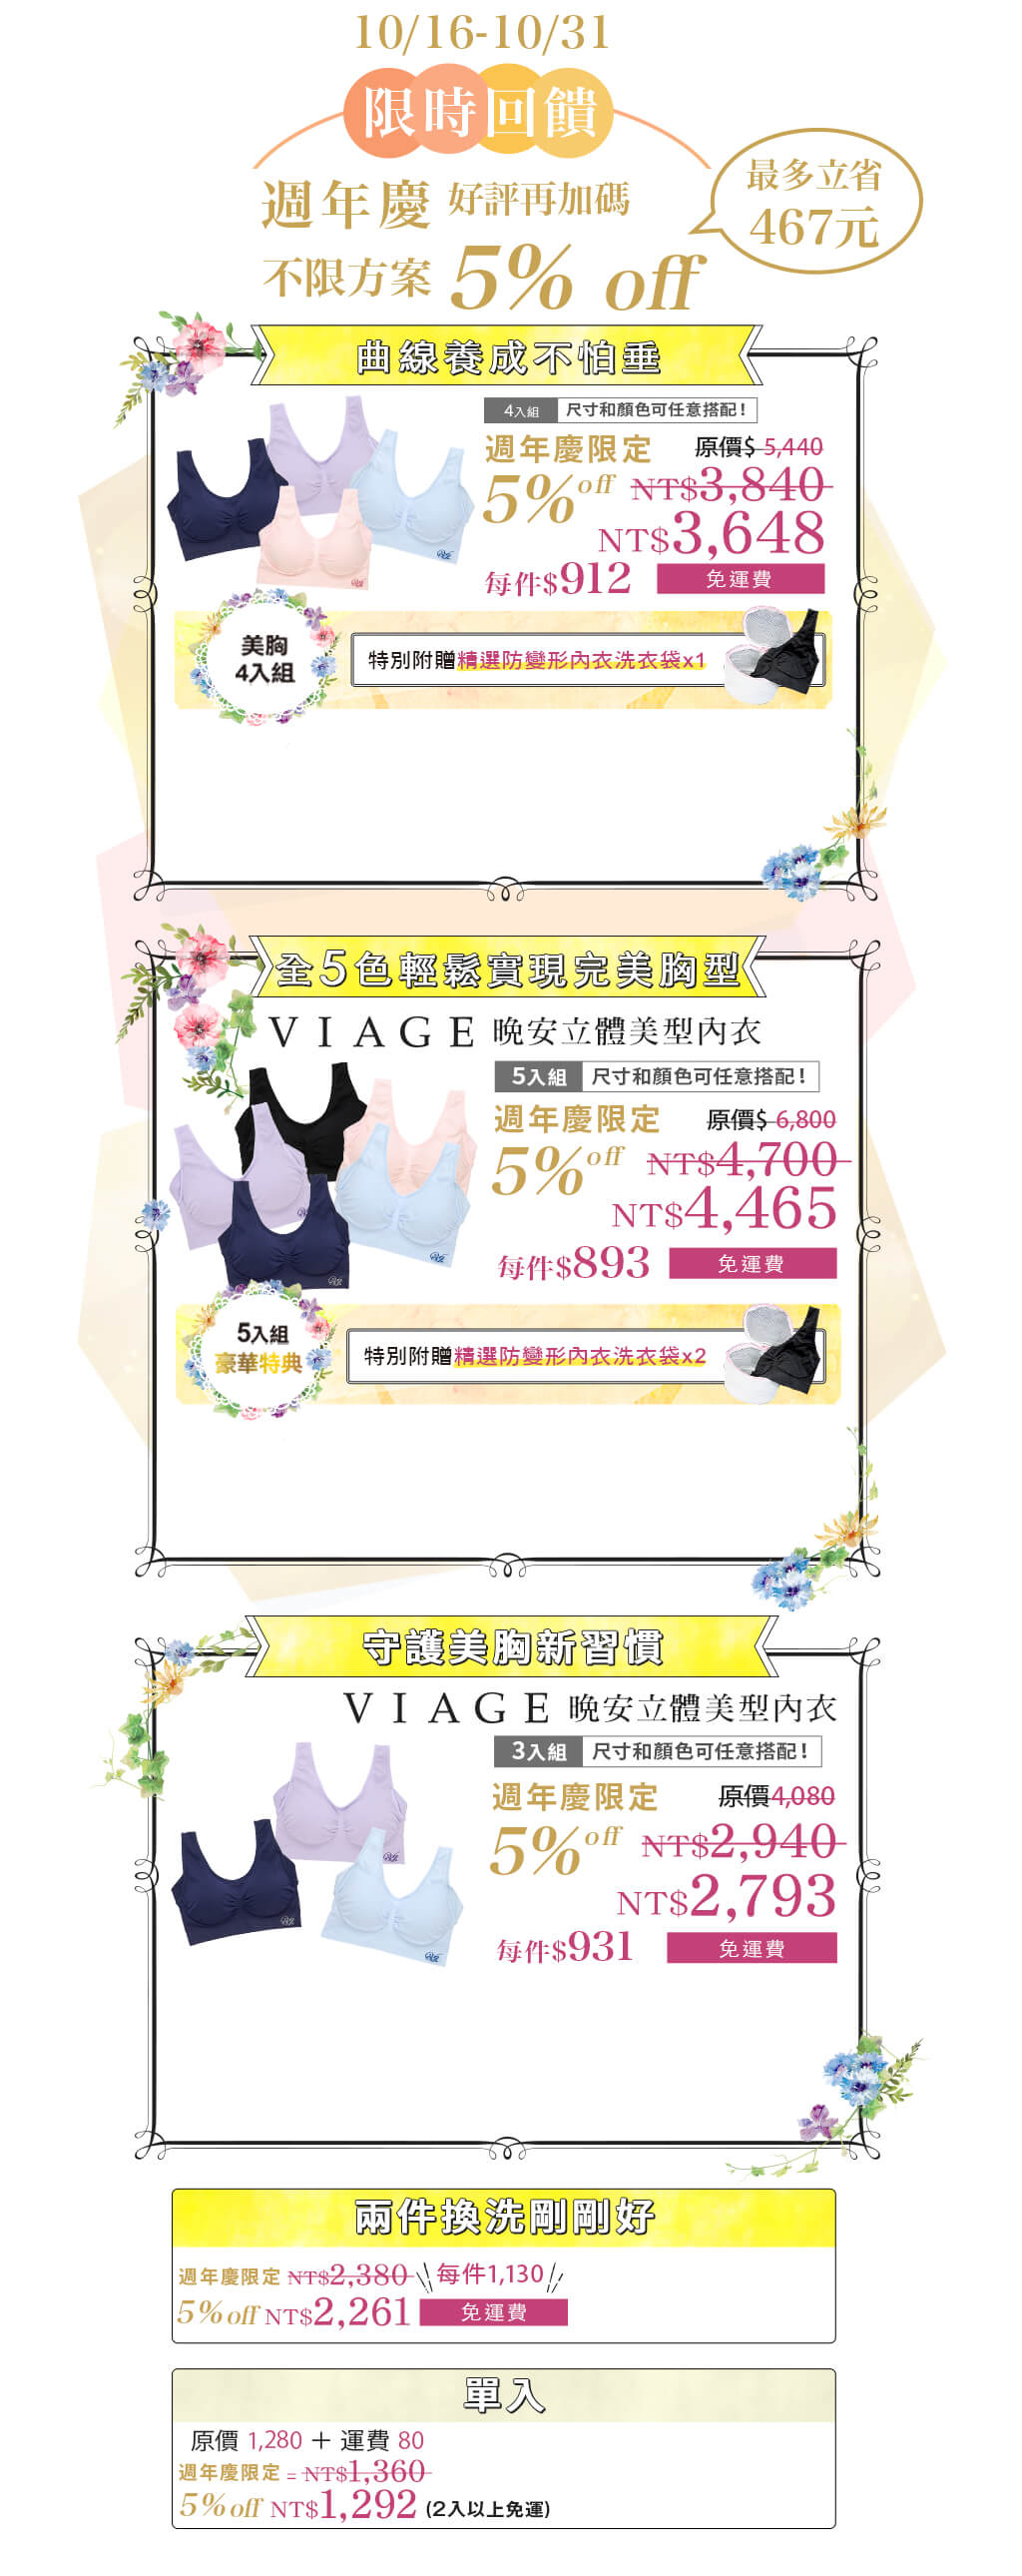 10/16-10/31
限時回饋
週年慶 好評再加碼
最多立省
467元
不限方案 5% off
曲線養成不怕垂
4入組 尺寸和顏色可任意搭配！
週年慶限定 原價$ 5,440
5% off NT$3,840
NT$3,648
每件$912 免運費
美胸
4入組
特別附贈精選防變形內衣洗衣袋x1
全5色輕鬆實現完美胸型
VIAGE 晚安立體美型內衣
5入組 尺寸和顏色可任意搭配！
週年慶限定 原價$ 6,800
5% off NT$4,700
NT$4,465
每件$893 免運費
5入組
豪華特典
特別附贈精選防變形內衣洗衣袋x2
守護美胸新習慣
VIAGE 晚安立體美型內衣
3入組 尺寸和顏色可任意搭配！
週年慶限定 原價4,080
5% off NT$2,940
NT$2,793
每件$931 免運費
兩件換洗剛剛好
週年慶限定 NT$2,380 \\ 每件1,130 //
5% off NT$2,261 免運費
單入
原價 1,280 ＋ 運費 80
週年慶限定 = NT$1,360
5% off NT$1,292 (2入以上免運)